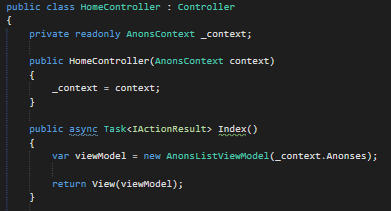 public class HomeController : Controller
{
private readonly AnonsContext _context;
public HomeController(AnonsContext context)
{
_context = context;
}
public async Task<IActionResult> Index()
{
var viewModel = new AnonsListViewModel(_context.Anonses);
return View(viewModel);
}